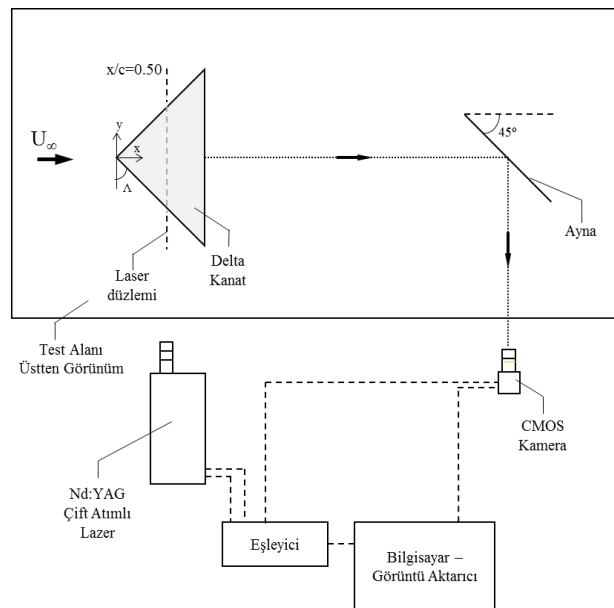 x/c=0.50
y
U∞
x
Λ
45°
Ayna
Delta
Kanat
Laser
düzlemi
Test Alanı
Üstten Görünüm
CMOS
Kamera
Nd:YAG
Çift Atımlı
Lazer
Eşleyici
Bilgisayar –
Görüntü Aktarıcı